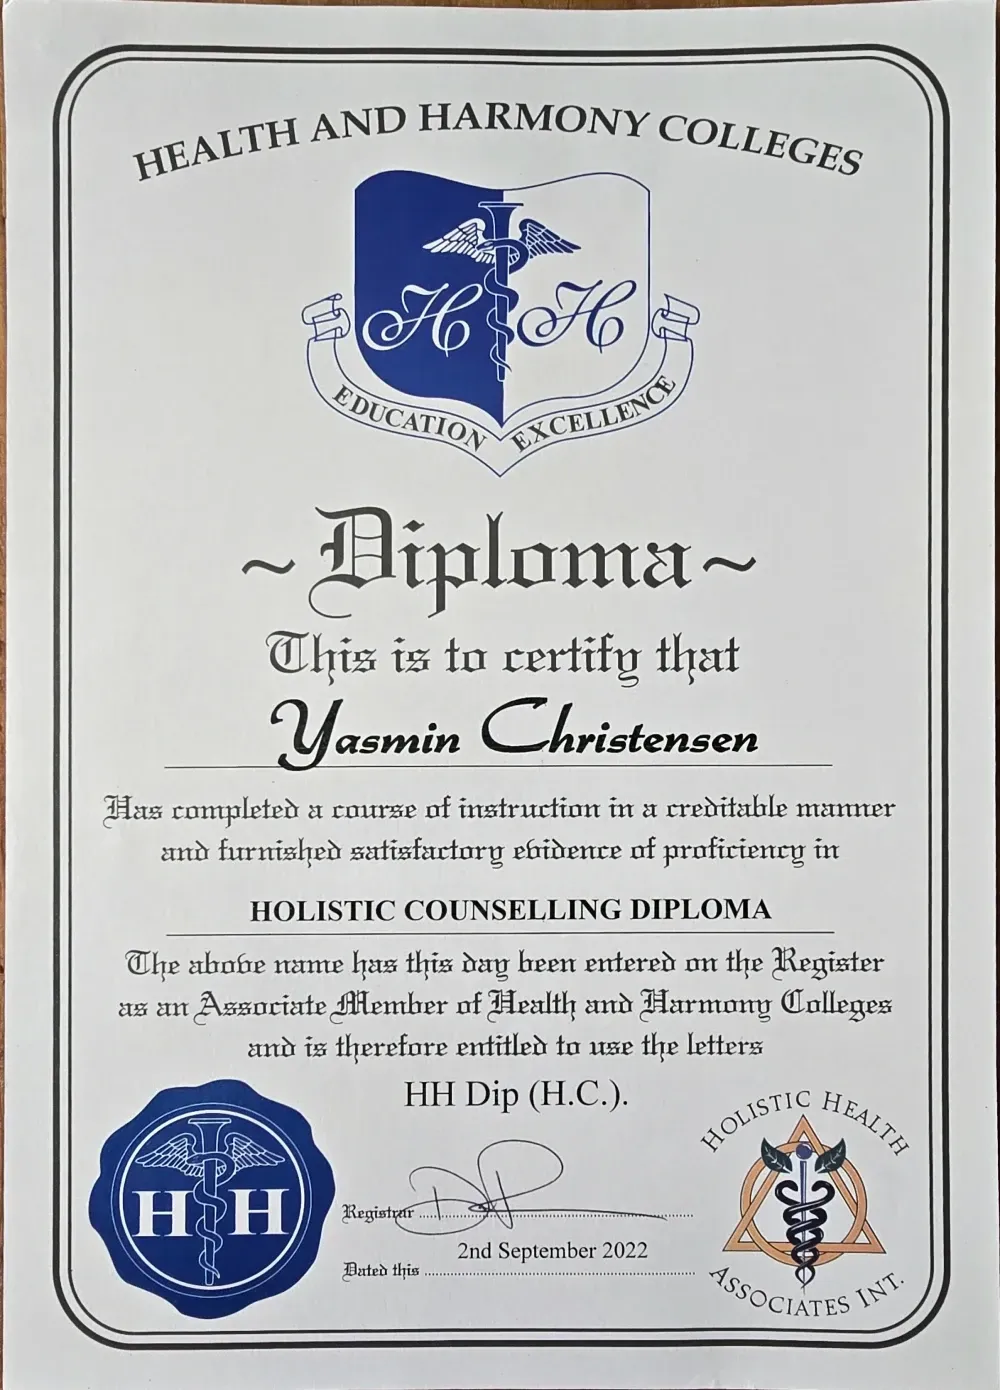 HEALTH AND HARMONY COLLEGES
H H
EDUCATION EXCELLENCE
~Diploma~
This is to certify that
Yasmin Christensen
Has completed a course of instruction in a creditable manner
and furnished satisfactory evidence of proficiency in
HOLISTIC COUNSELLING DIPLOMA
The above name has this day been entered on the Register
as an Associate Member of Health and Harmony Colleges
and is therefore entitled to use the letters
HH Dip (H.C.).
H H
Registrar
2nd September 2022
Dated this
HOLISTIC HEALTH
ASSOCIATES INT.